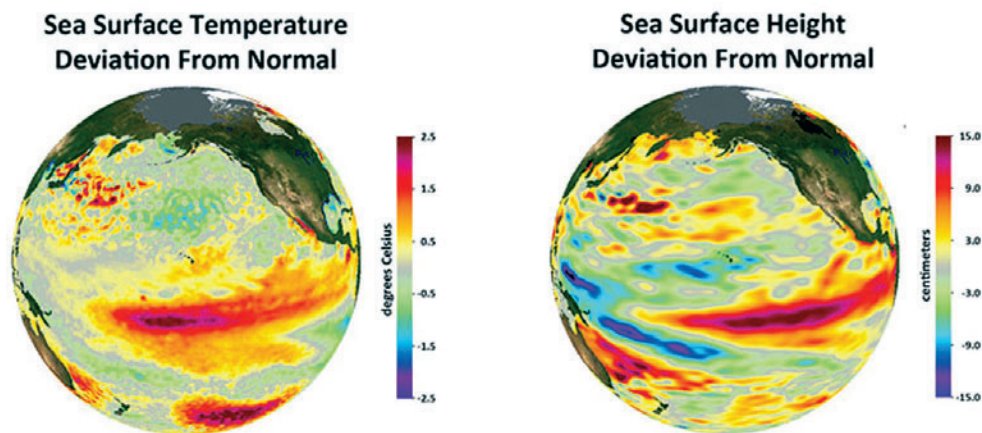 Sea Surface Temperature
Deviation From Normal
2.5
1.5
0.5
-0.5
-1.5
-2.5
degrees Celsius
Sea Surface Height
Deviation From Normal
15.0
9.0
3.0
-3.0
-9.0
-15.0
centimeters